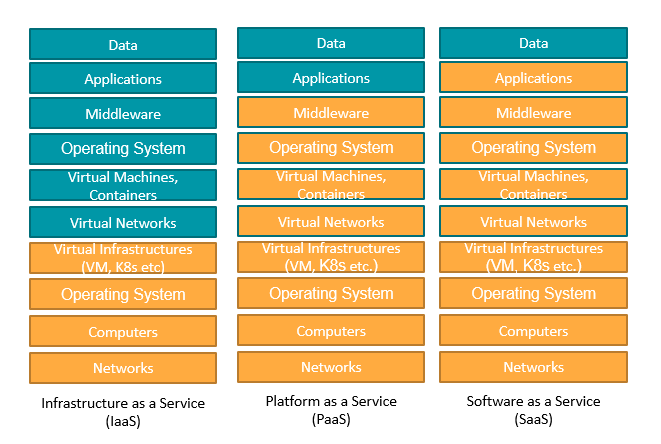 Data
Applications
Middleware
Operating System
Virtual Machines,
Containers
Virtual Networks
Virtual Infrastructures
(VM, K8s etc)
Operating System
Computers
Networks
Infrastructure as a Service
(IaaS)
Data
Applications
Middleware
Operating System
Virtual Machines,
Containers
Virtual Networks
Virtual Infrastructures
(VM, K8s etc.)
Operating System
Computers
Networks
Platform as a Service
(PaaS)
Data
Applications
Middleware
Operating System
Virtual Machines,
Containers
Virtual Networks
Virtual Infrastructures
(VM, K8s etc.)
Operating System
Computers
Networks
Software as a Service
(SaaS)